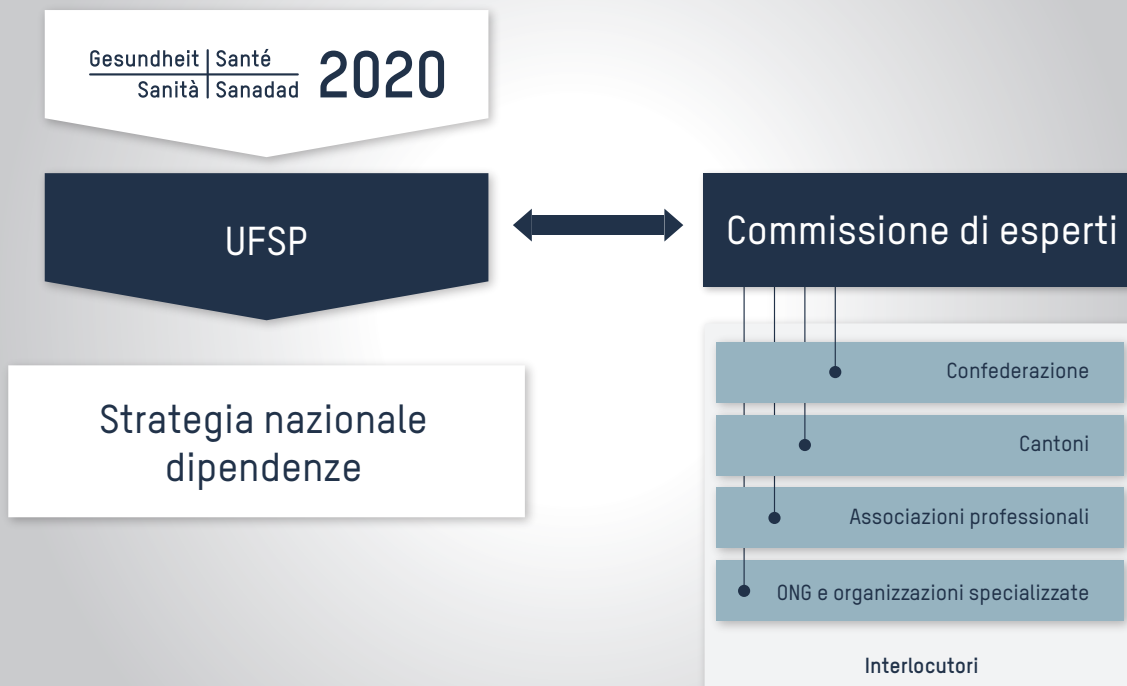 Gesundheit Santé
Sanità Sanadad 2020
UFSP
Strategia nazionale
dipendenze
Commissione di esperti
Confederazione
Cantoni
Associazioni professionali
ONG e organizzazioni specializzate
Interlocutori